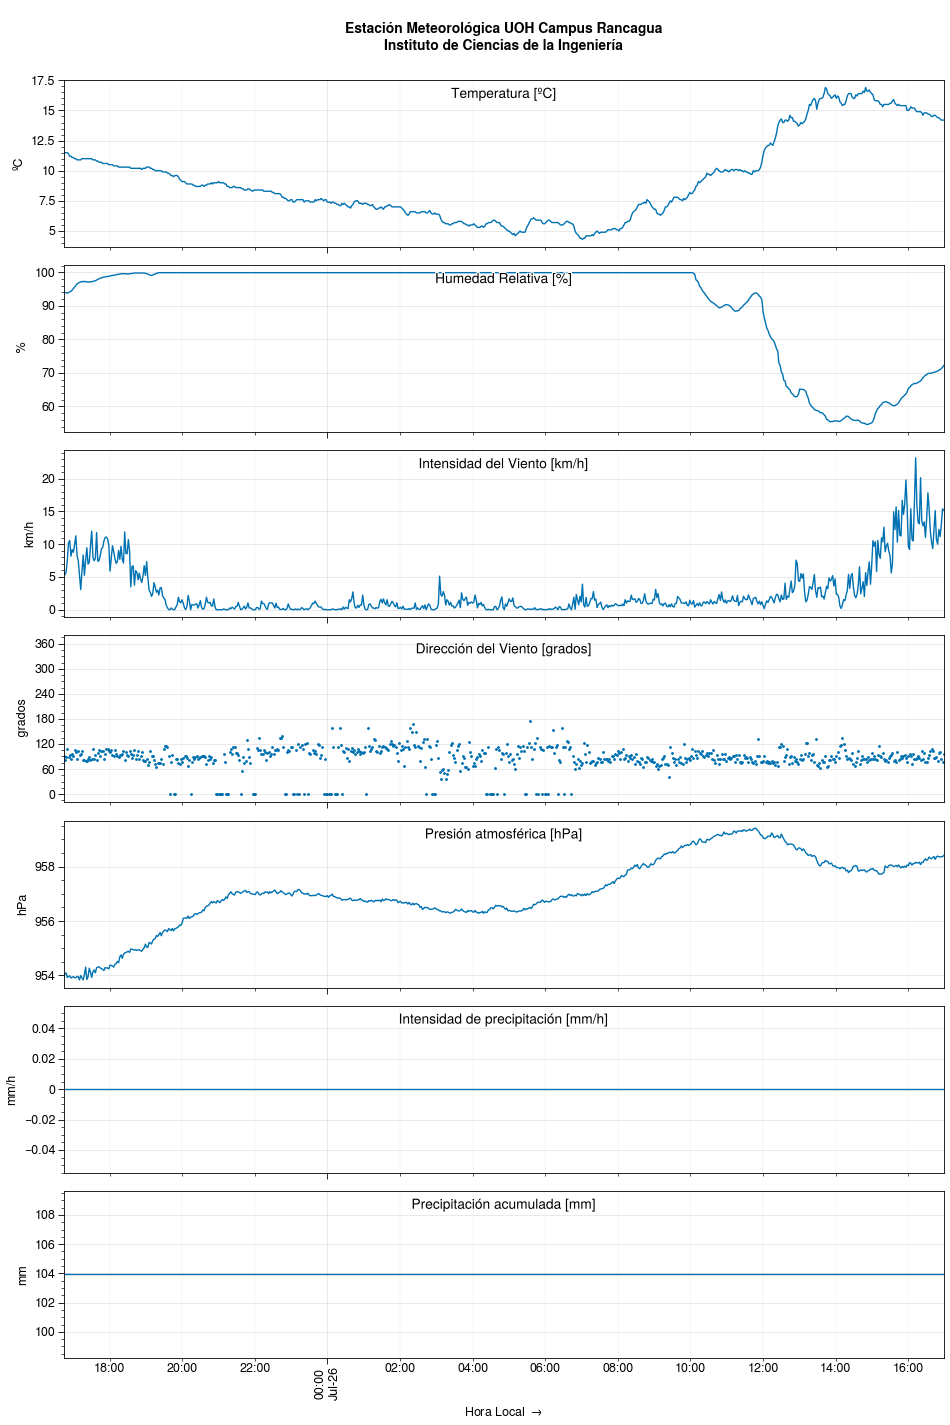 Estación Meteorológica UOH Campus Rancagua
Instituto de Ciencias de la Ingeniería
Temperatura [ºC]
ºC
17.5
15
12.5
10
7.5
5
Humedad Relativa [%]
%
100
90
80
70
60
Intensidad del Viento [km/h]
km/h
20
15
10
5
0
Dirección del Viento [grados]
grados
360
300
240
180
120
60
0
Presión atmosférica [hPa]
hPa
958
956
954
Intensidad de precipitación [mm/h]
mm/h
0.04
0.02
0
−0.02
−0.04
Precipitación acumulada [mm]
mm
108
106
104
102
100
18:00
20:00
22:00
00:00
Jul-26
02:00
04:00
06:00
08:00
10:00
12:00
14:00
16:00
Hora Local →